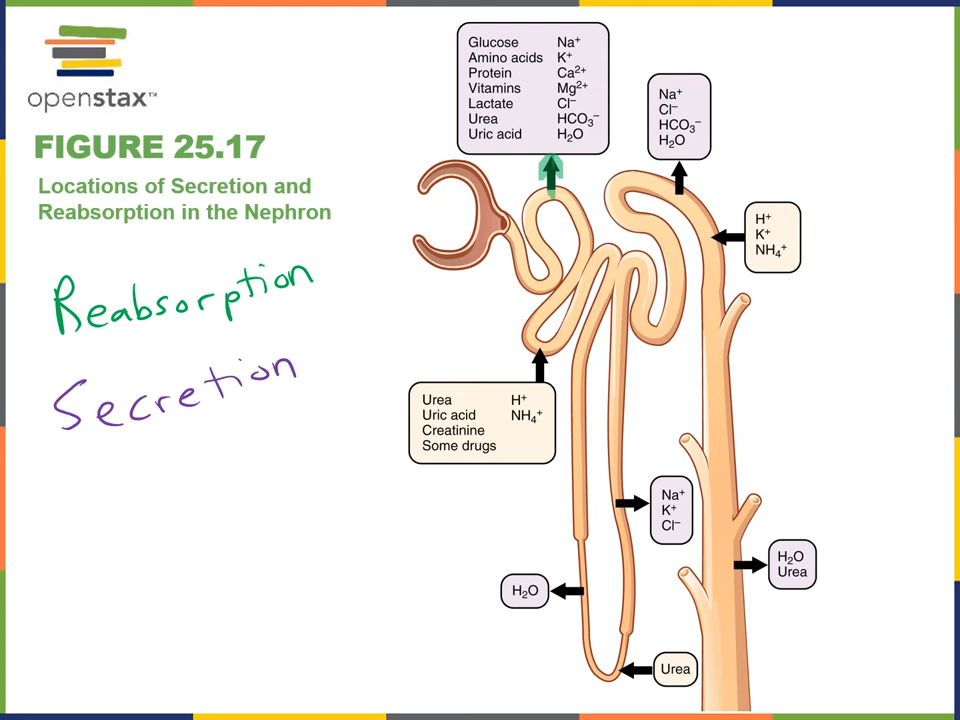 openstax™
FIGURE 25.17
Locations of Secretion and
Reabsorption in the Nephron
Reabsorption
Secretion
Glucose Na⁺
Amino acids K⁺
Protein Ca²⁺
Vitamins Mg²⁺
Lactate Cl⁻
Urea HCO₃⁻
Uric acid H₂O
Na⁺
Cl⁻
HCO₃⁻
H₂O
H⁺
K⁺
NH₄⁺
Urea H⁺
Uric acid NH₄⁺
Creatinine
Some drugs
Na⁺
K⁺
Cl⁻
H₂O
Urea
H₂O
Urea